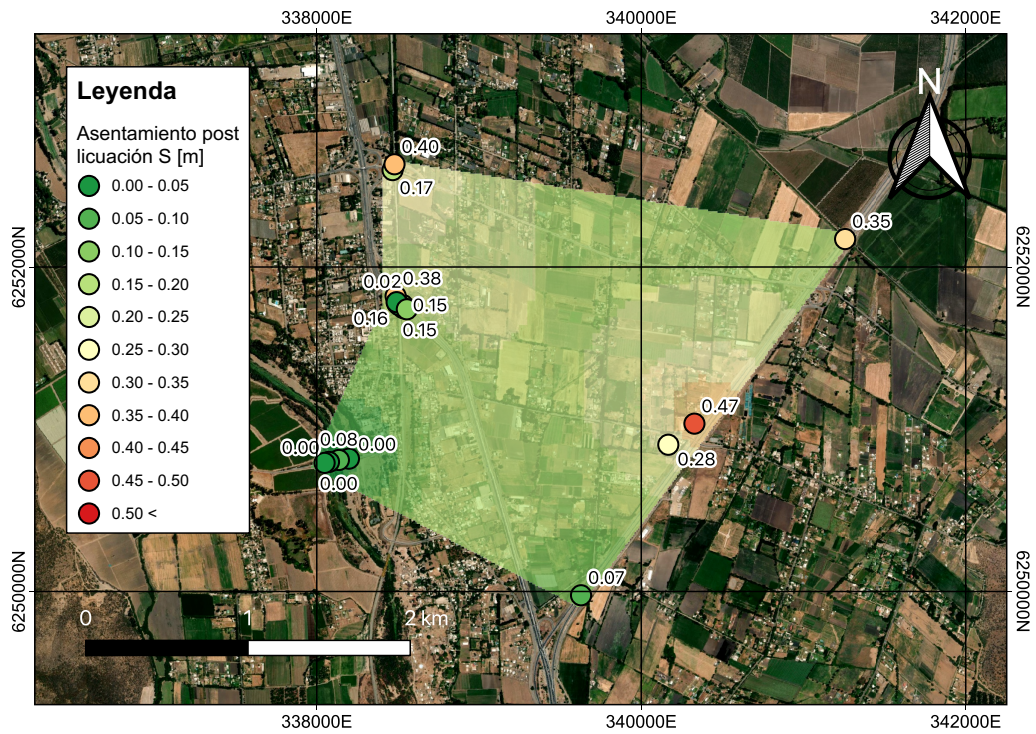 338000E 340000E 342000E
N
Leyenda
Asentamiento post
licuación S [m]
0.00 - 0.05
0.05 - 0.10
0.10 - 0.15
0.15 - 0.20
0.20 - 0.25
0.25 - 0.30
0.30 - 0.35
0.35 - 0.40
0.40 - 0.45
0.45 - 0.50
0.50 <
0.40
0.17
0.35
6252000N
6252000N
0.02 0.38
0.16 0.15
0.15
0.47
0.28
0.00 0.08 0.00
0.00
0.07
6250000N
6250000N
0 1 2 km
338000E 340000E 342000E